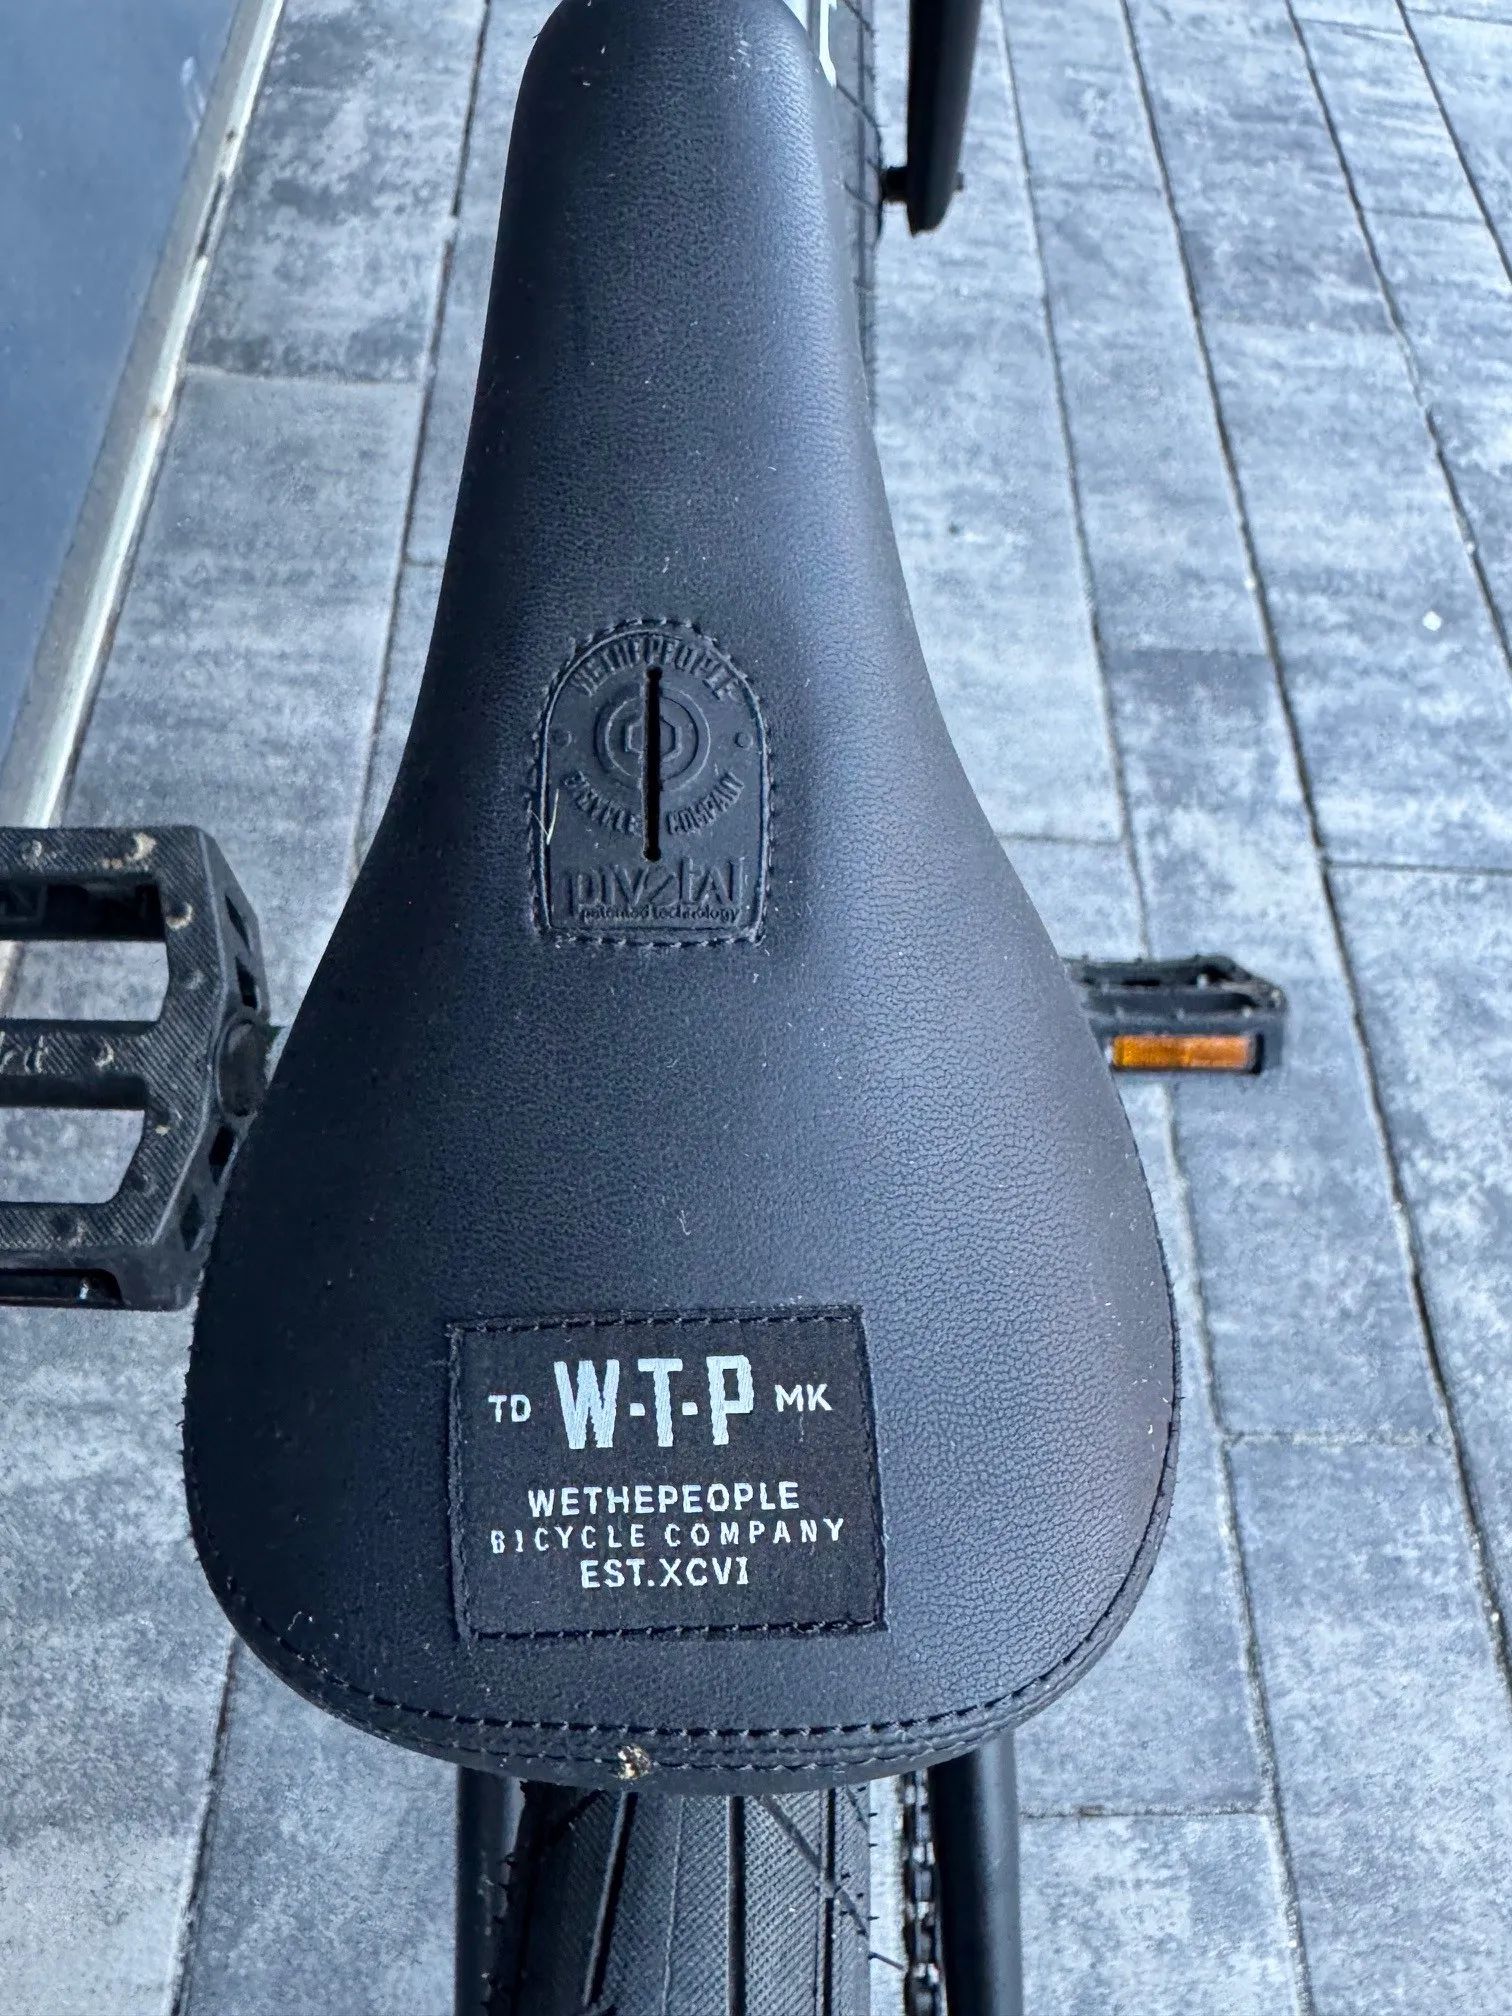 WETHEPEOPLE
BICYCLE COMPANY
pivotal
patented technology
TD W-T-P MK
WETHEPEOPLE
BICYCLE COMPANY
EST.XCVI